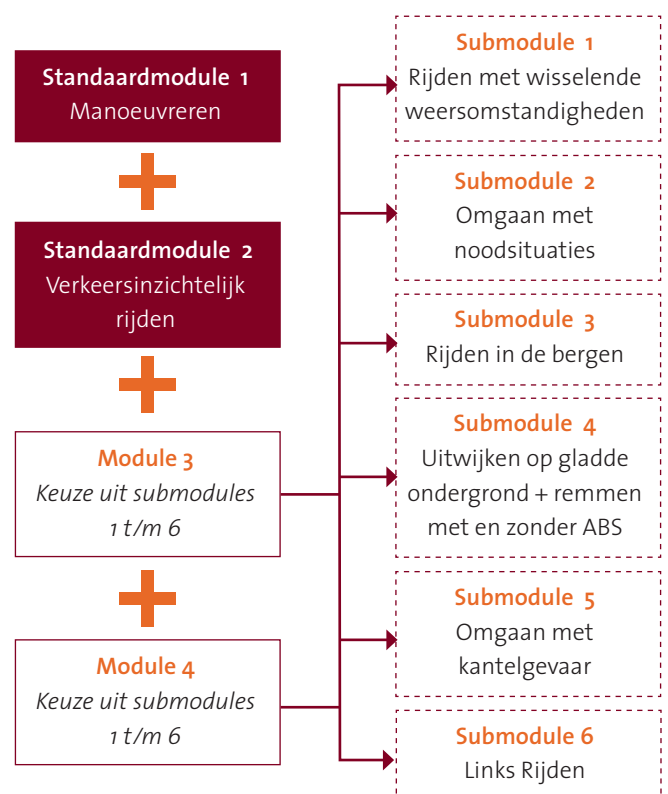 Standaardmodule 1
Manoeuvreren
Standaardmodule 2
Verkeersinzichtelijk
rijden
Module 3
Keuze uit submodules
1 t/m 6
Module 4
Keuze uit submodules
1 t/m 6
Submodule 1
Rijden met wisselende
weersomstandigheden
Submodule 2
Omgaan met
noodsituaties
Submodule 3
Rijden in de bergen
Submodule 4
Uitwijken op gladde
ondergrond + remmen
met en zonder ABS
Submodule 5
Omgaan met
kantelgevaar
Submodule 6
Links Rijden